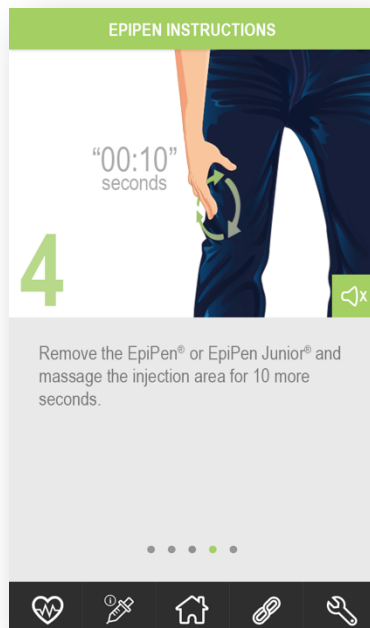 EPIPEN INSTRUCTIONS
“00:10”
seconds
4
x
Remove the EpiPen® or EpiPen Junior® and
massage the injection area for 10 more
seconds.
i